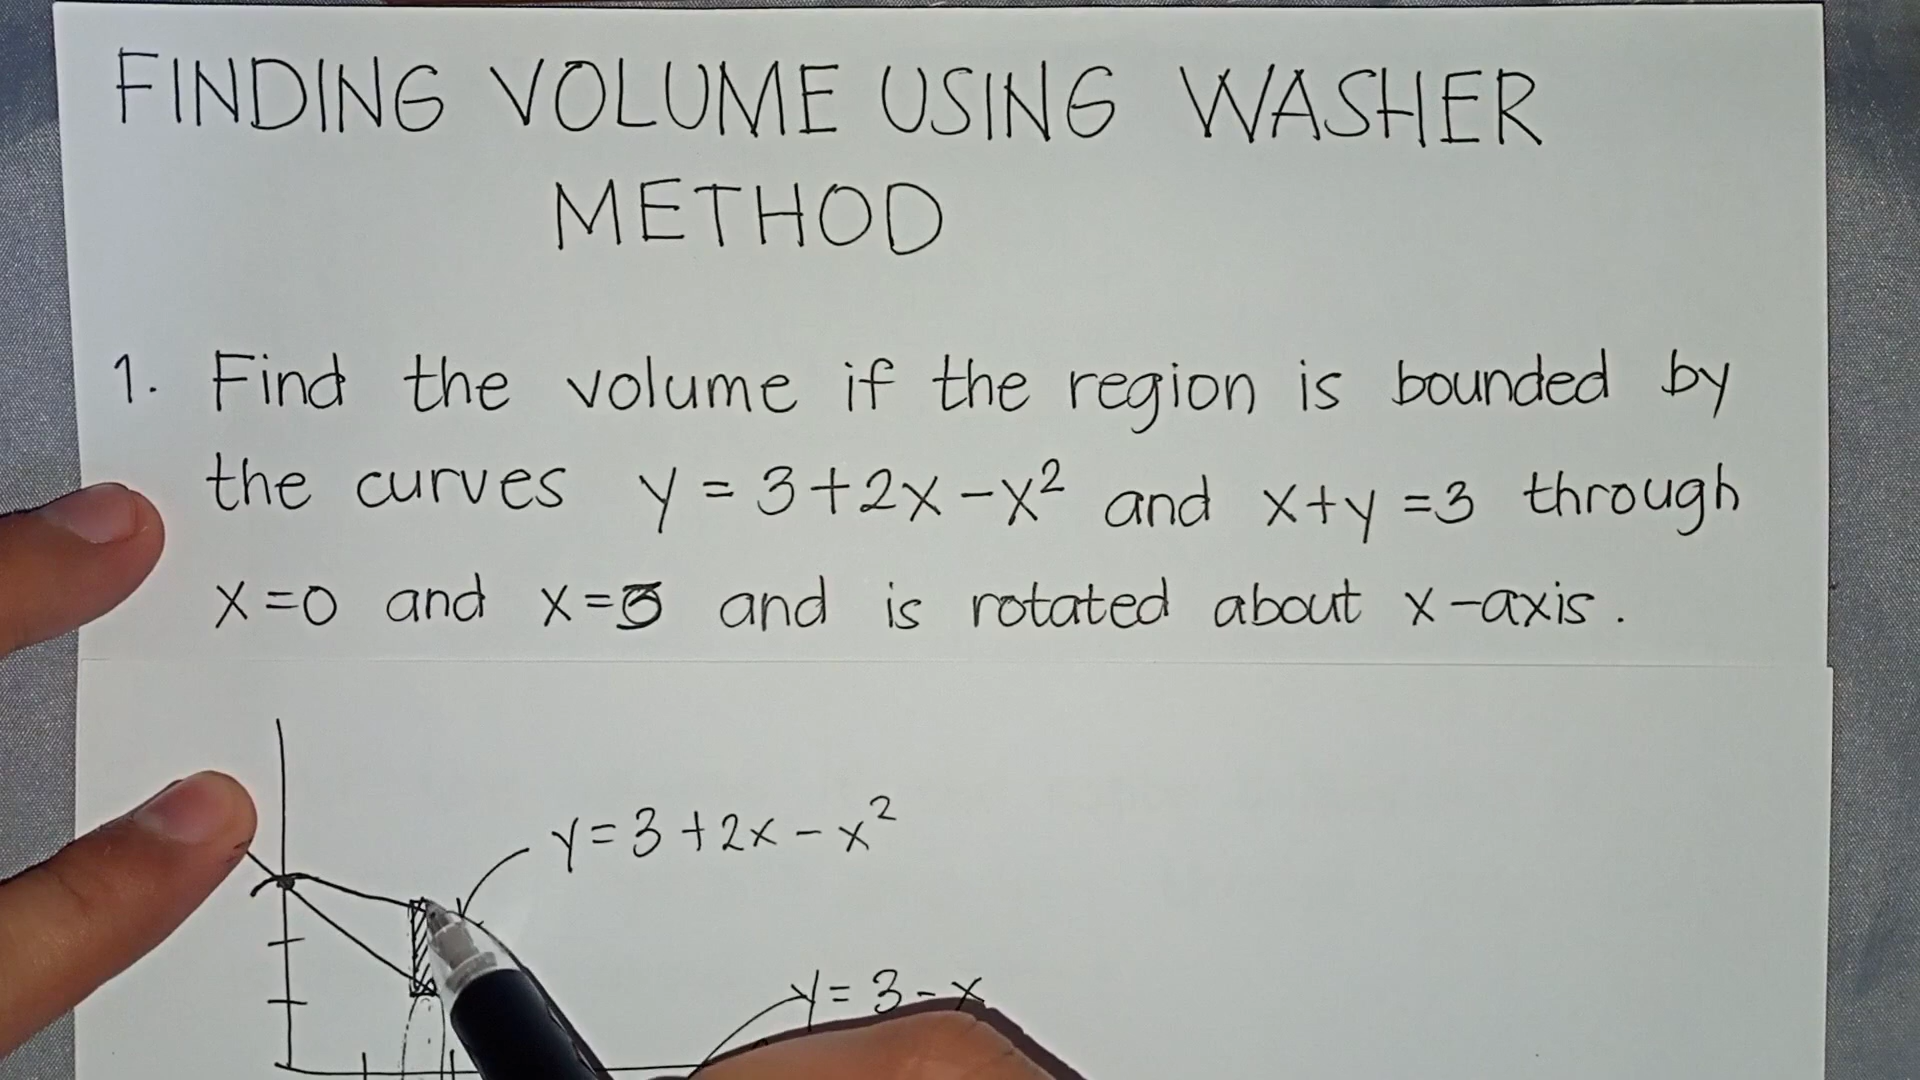 FINDING VOLUME USING WASHER
METHOD
1. Find the volume if the region is bounded by
the curves y = 3+2x-x² and x+y=3 through
x=0 and x=3 and is rotated about x-axis.
y=3+2x-x²
y=3-x